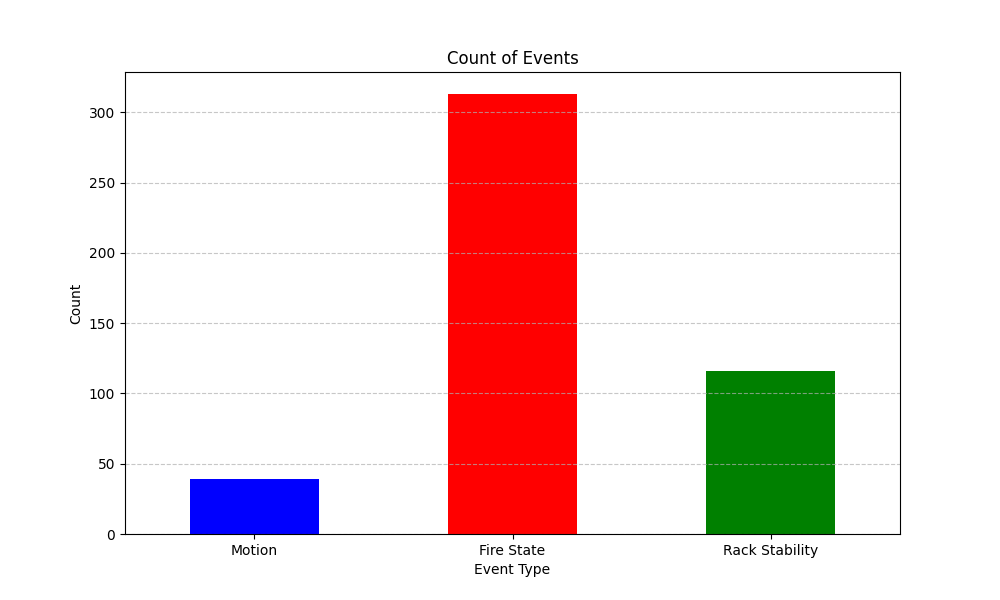 Count of Events
300
250
200
150
100
50
0
Count
Motion
Fire State
Rack Stability
Event Type